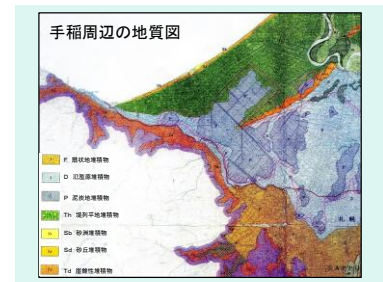 手稲周辺の地質図
F 扇状地堆積物
D 氾濫原堆積物
P 泥炭地堆積物
Th 堤列平地堆積物
Sb 砂洲堆積物
Sd 砂丘堆積物
Td 崖錐性堆積物
札幌